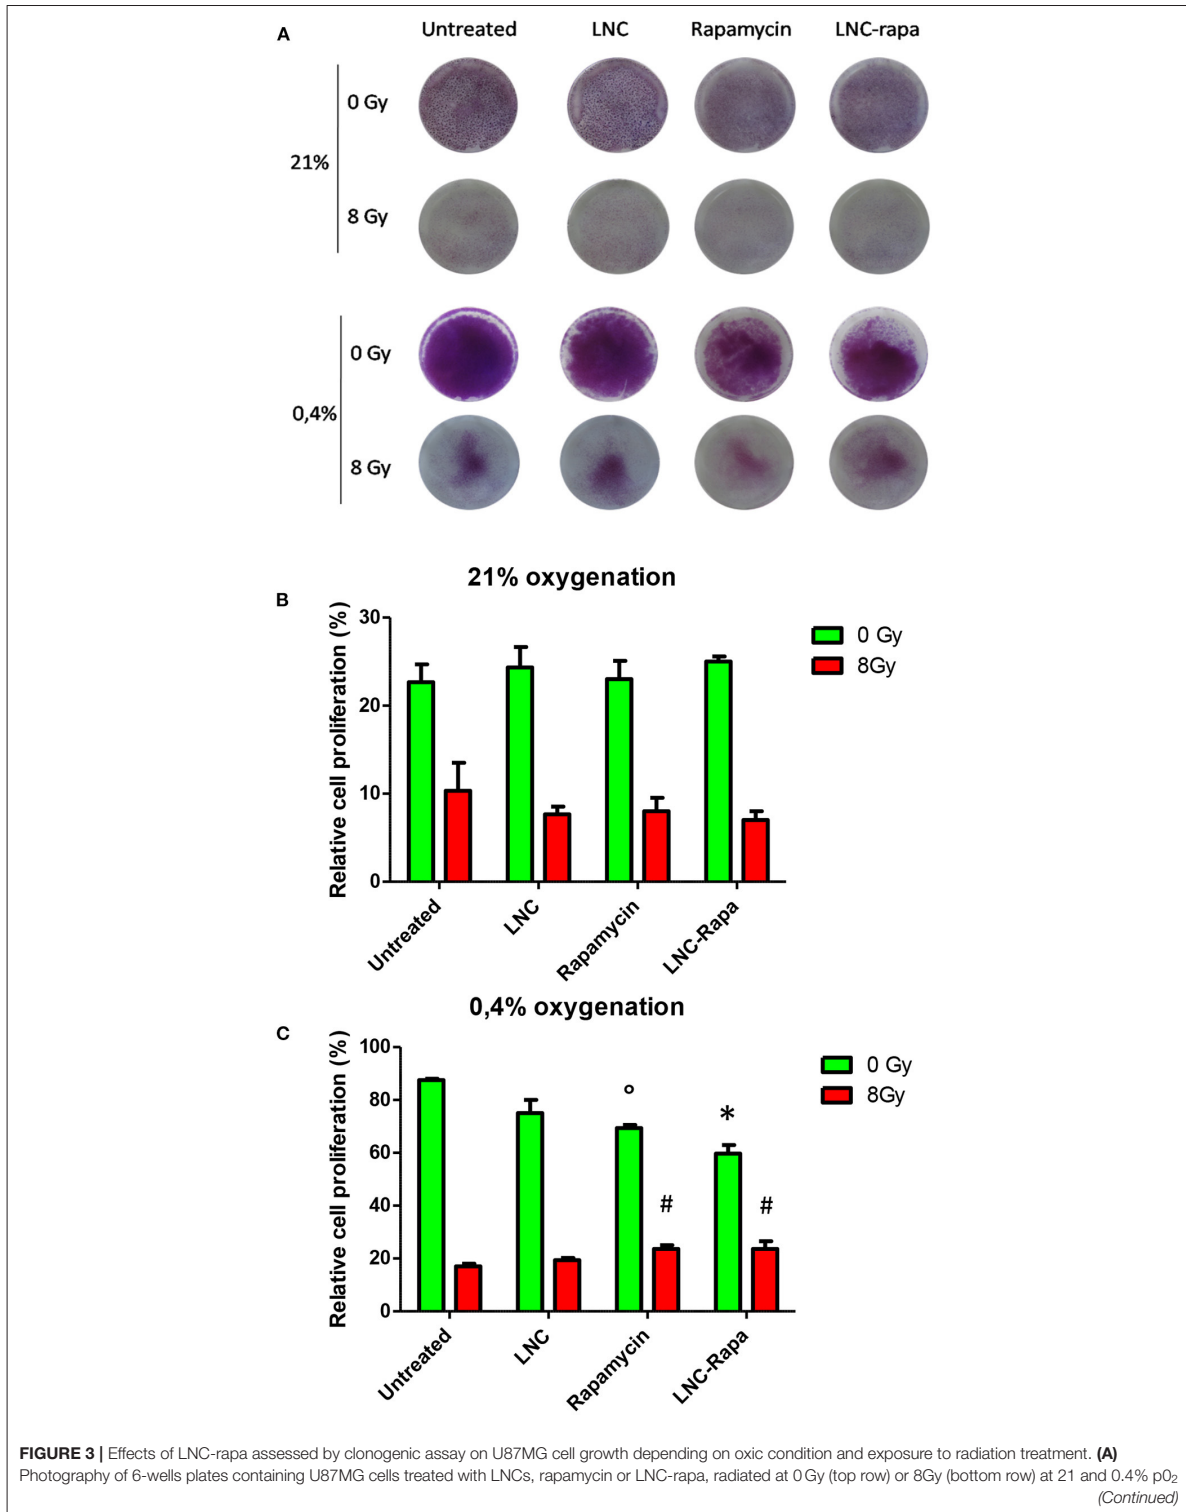 A
Untreated LNC Rapamycin LNC-rapa
0 Gy
21%
8 Gy
0 Gy
0,4%
8 Gy
21% oxygenation
B
Relative cell proliferation (%)
30
20
10
0
0 Gy
8Gy
Untreated
LNC
Rapamycin
LNC-Rapa
0,4% oxygenation
C
Relative cell proliferation (%)
100
80
60
40
20
0
° 
*
#
#
0 Gy
8Gy
Untreated
LNC
Rapamycin
LNC-Rapa
FIGURE 3 | Effects of LNC-rapa assessed by clonogenic assay on U87MG cell growth depending on oxic condition and exposure to radiation treatment. (A)
Photography of 6-wells plates containing U87MG cells treated with LNCs, rapamycin or LNC-rapa, radiated at 0 Gy (top row) or 8Gy (bottom row) at 21 and 0.4% p0₂
(Continued)